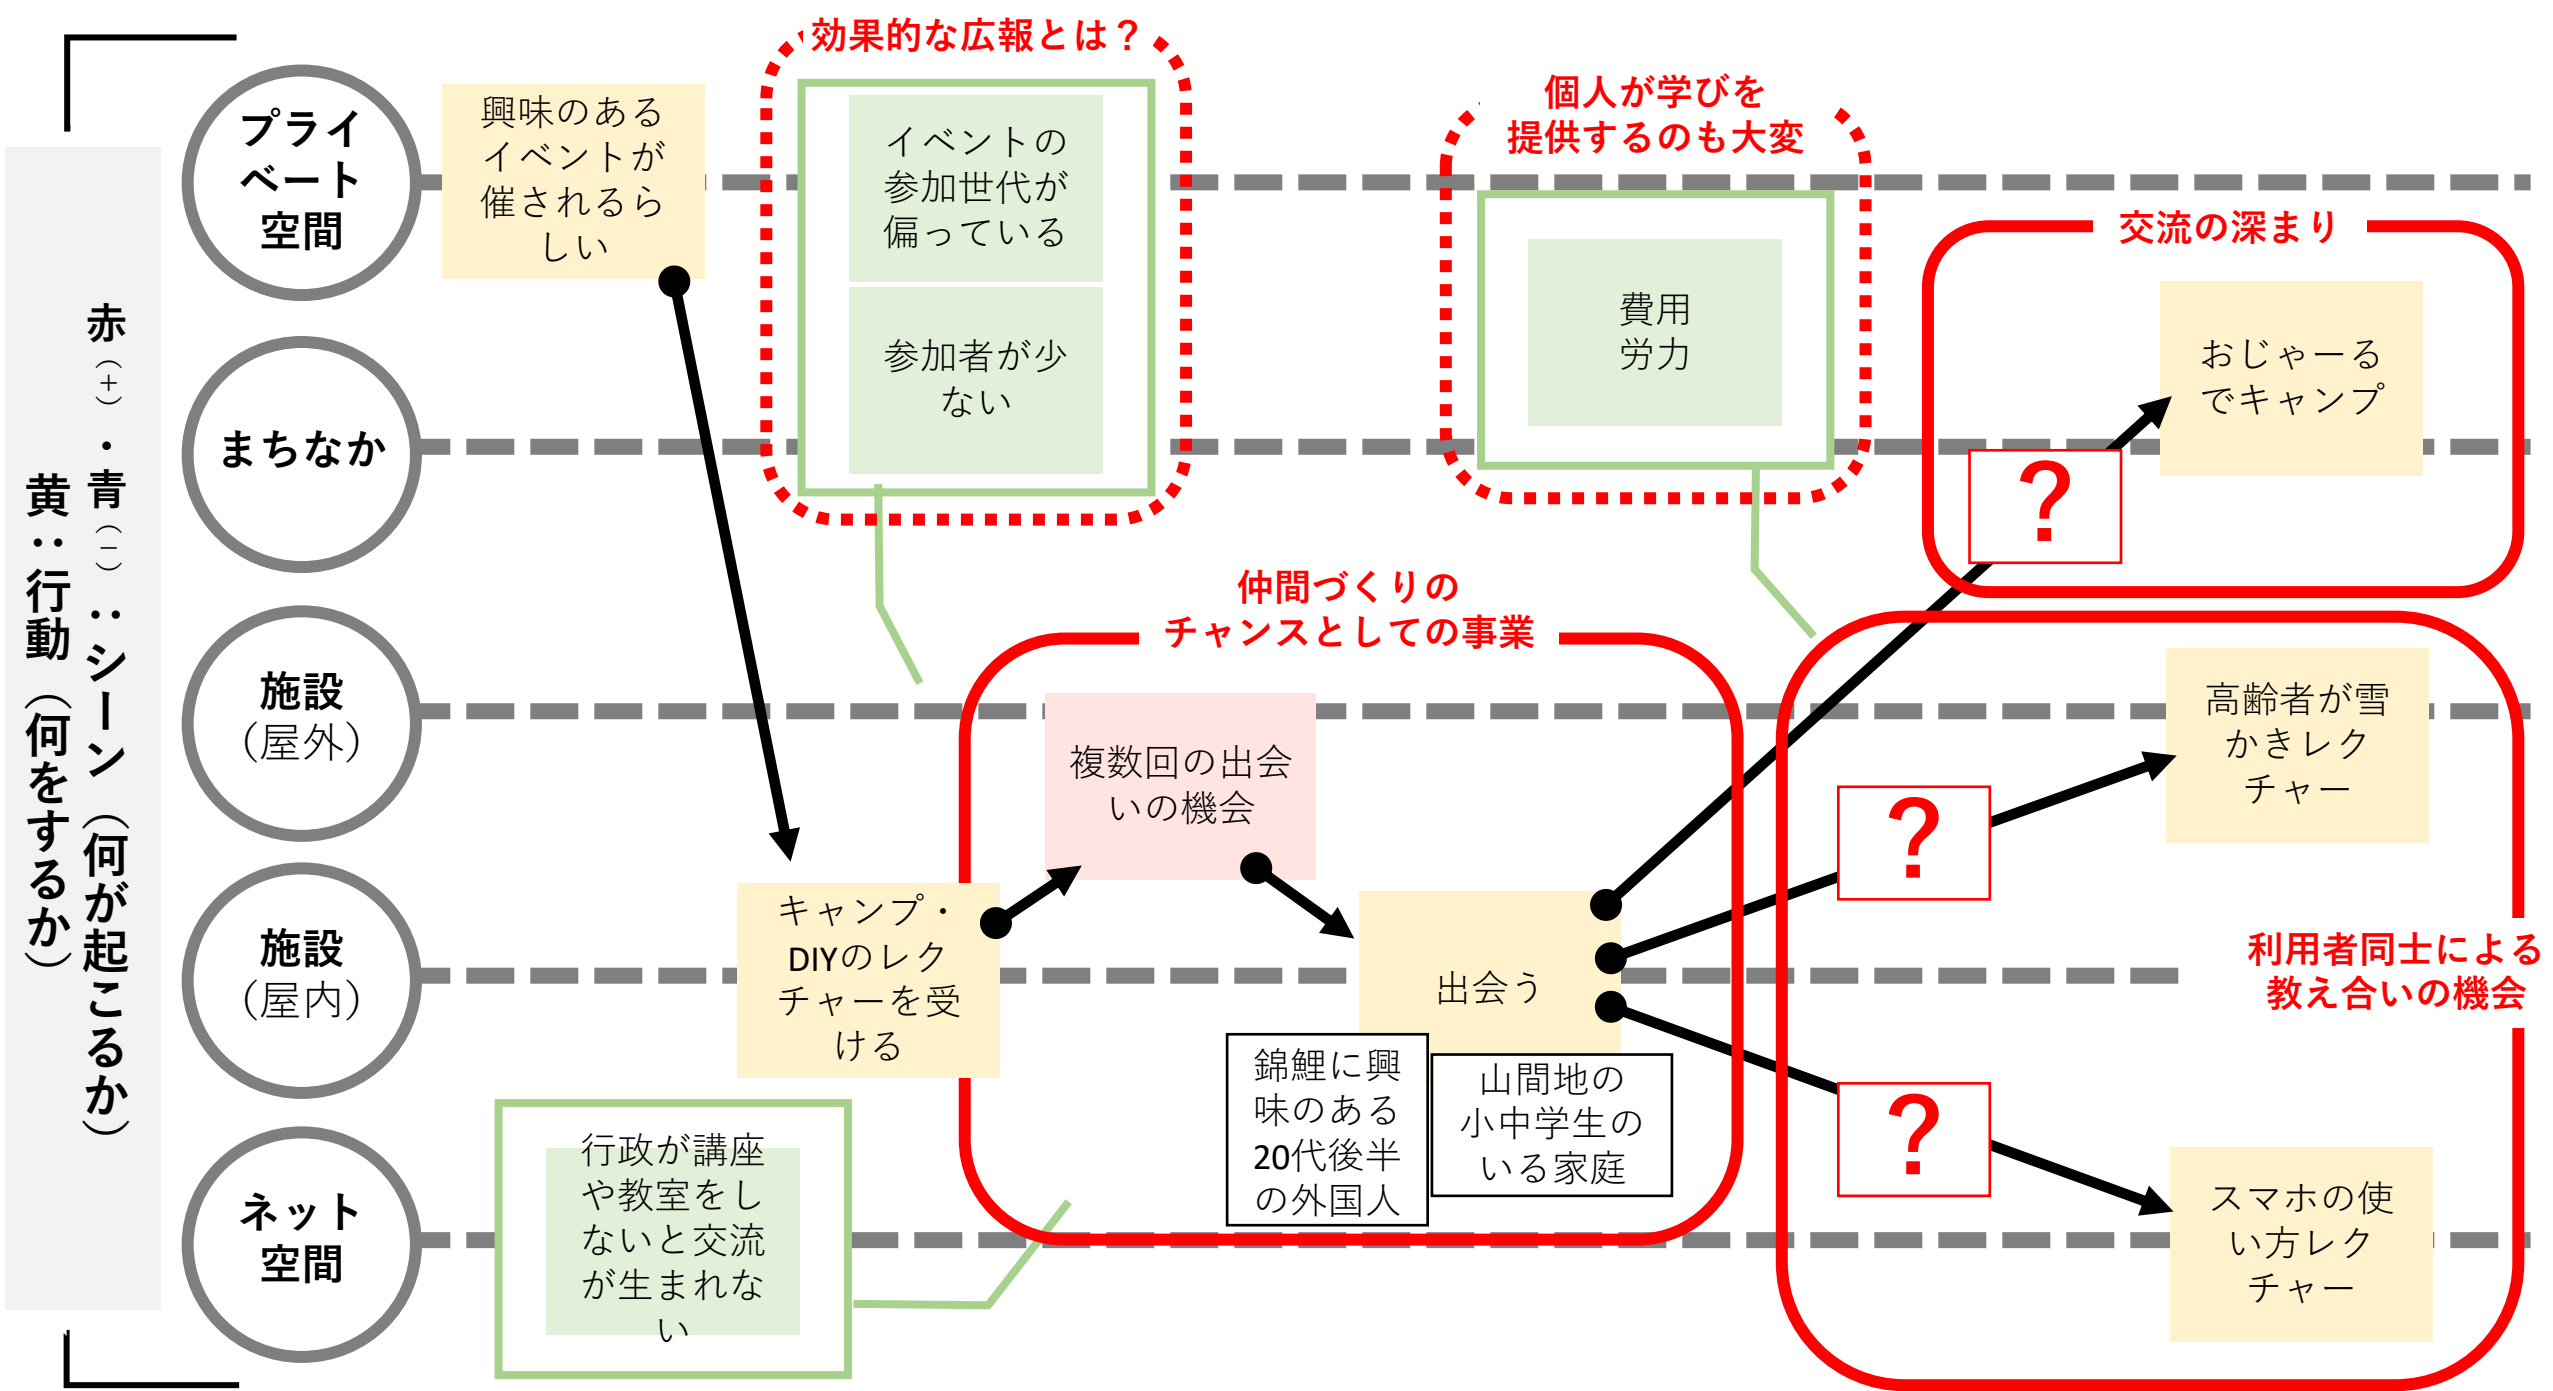 赤（＋）・青（－）：シーン（何が起こるか）
黄：行動（何をするか）
プライ
ベート
空間
まちなか
施設
（屋外）
施設
（屋内）
ネット
空間
興味のある
イベントが
催されるら
しい
効果的な広報とは？
イベントの
参加世代が
偏っている
参加者が少
ない
個人が学びを
提供するのも大変
費用
労力
交流の深まり
おじゃーる
でキャンプ
？
仲間づくりの
チャンスとしての事業
複数回の出会
いの機会
キャンプ・
DIYのレク
チャーを受
ける
出会う
錦鯉に興
味のある
20代後半
の外国人
山間地の
小中学生の
いる家庭
高齢者が雪
かきレク
チャー
？
利用者同士による
教え合いの機会
？
スマホの使
い方レク
チャー
行政が講座
や教室をし
ないと交流
が生まれな
い